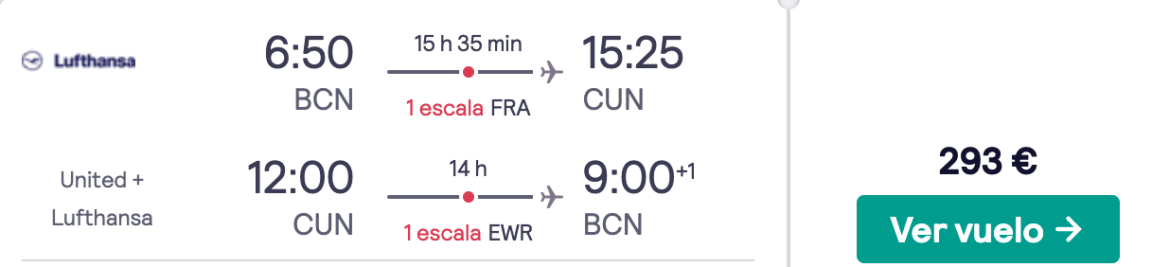 Lufthansa
6:50
BCN
15 h 35 min
1 escala FRA
15:25
CUN
United +
Lufthansa
12:00
CUN
14 h
1 escala EWR
9:00+1
BCN
293 €
Ver vuelo →